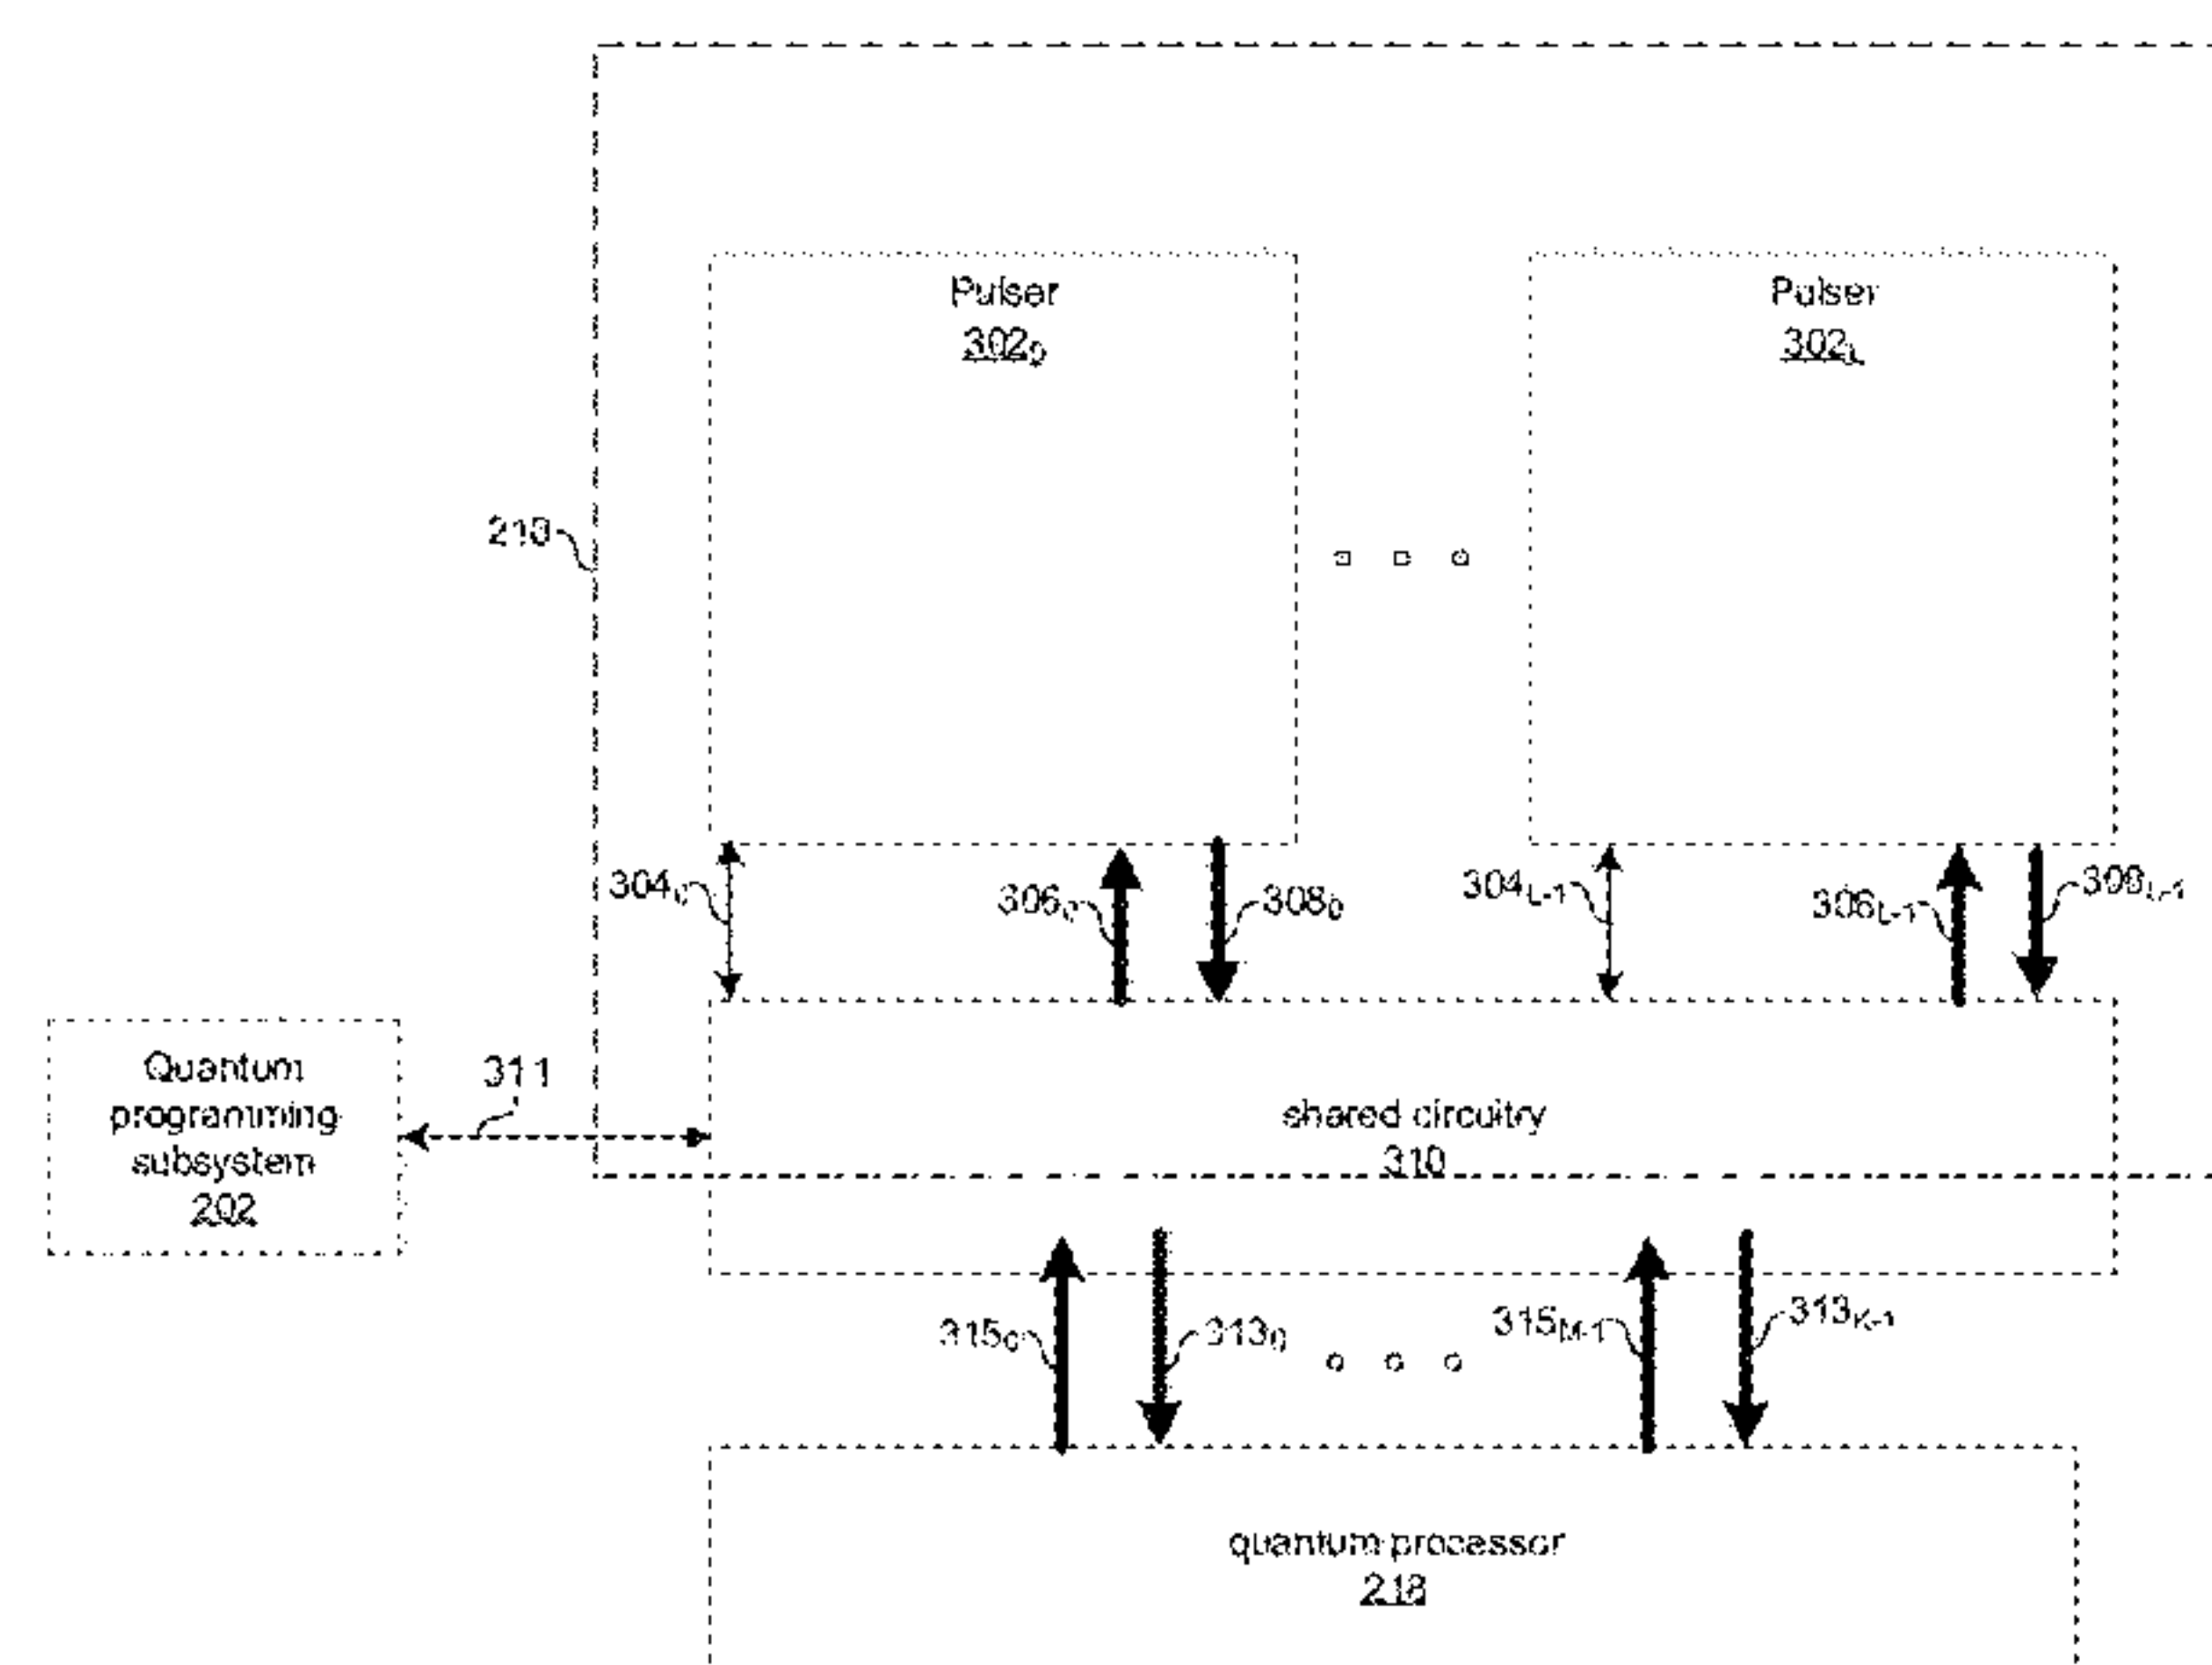 Pulser
302₀
Pulser
302L
210
304₀
306₀
308₀
304L-1
306L-1
308L-1
Quantum
programming
subsystem
202
311
shared circuitry
310
315₀
313₀
315M-1
313K-1
quantum processor
218